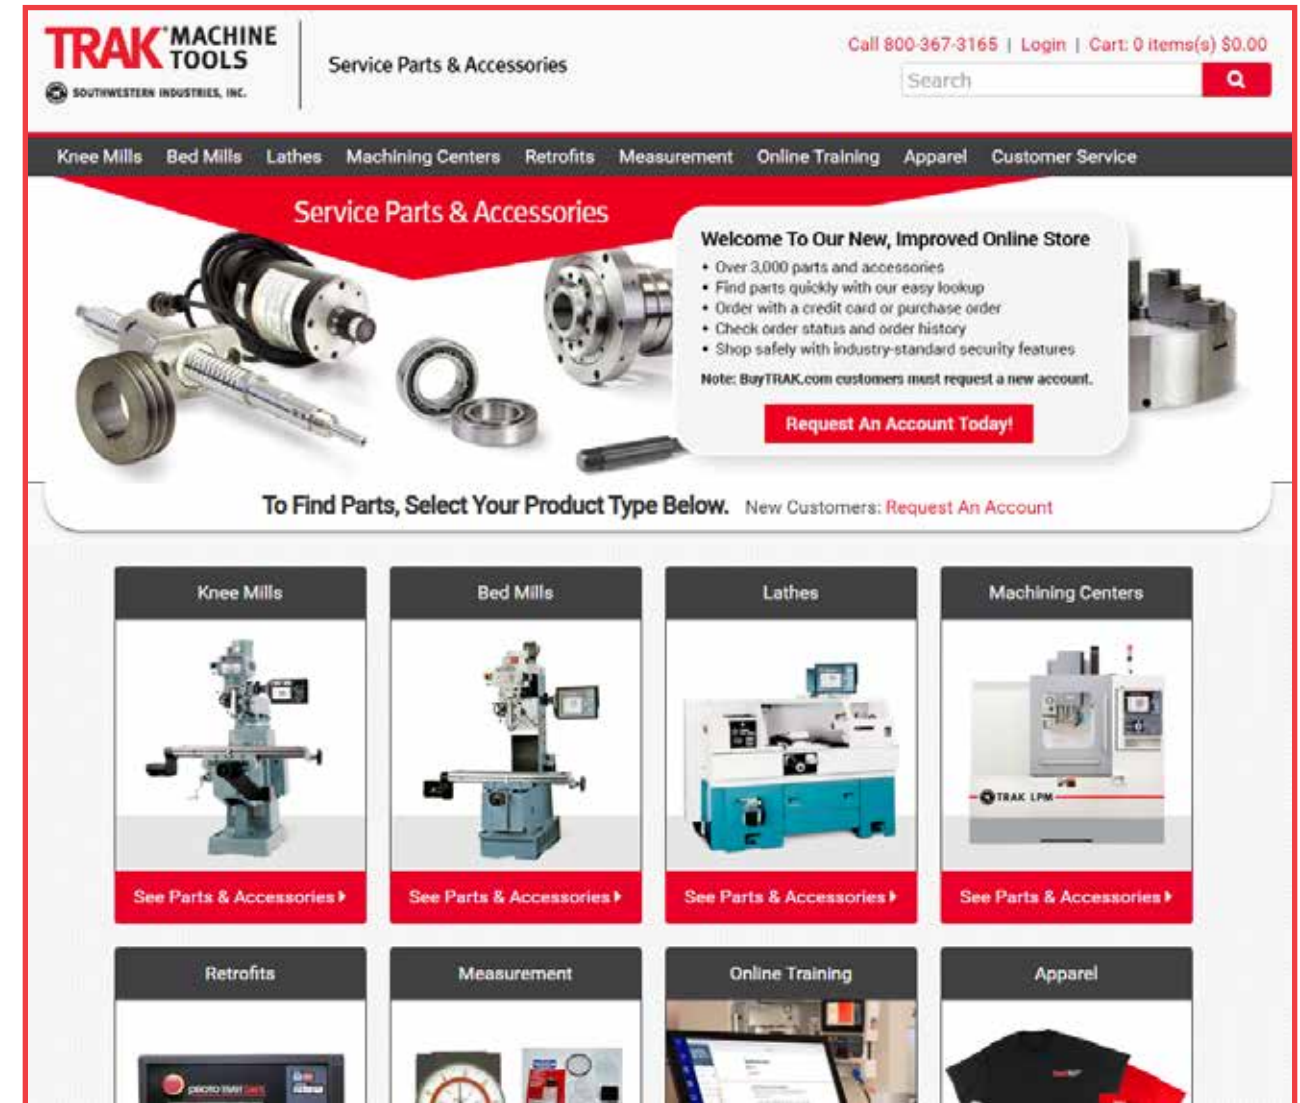 TRAK MACHINE TOOLS
SOUTHWESTERN INDUSTRIES, INC.
Service Parts & Accessories
Call 800-367-3165 | Login | Cart: 0 items(s) $0.00
Search
Knee Mills Bed Mills Lathes Machining Centers Retrofits Measurement Online Training Apparel Customer Service
Service Parts & Accessories
Welcome To Our New, Improved Online Store
• Over 3,000 parts and accessories
• Find parts quickly with our easy lookup
• Order with a credit card or purchase order
• Check order status and order history
• Shop safely with industry-standard security features
Note: BuyTRAK.com customers must request a new account.
Request An Account Today!
To Find Parts, Select Your Product Type Below. New Customers: Request An Account
Knee Mills
Bed Mills
Lathes
Machining Centers
TRAK LPM
See Parts & Accessories
See Parts & Accessories
See Parts & Accessories
See Parts & Accessories
Retrofits
Measurement
Online Training
Apparel